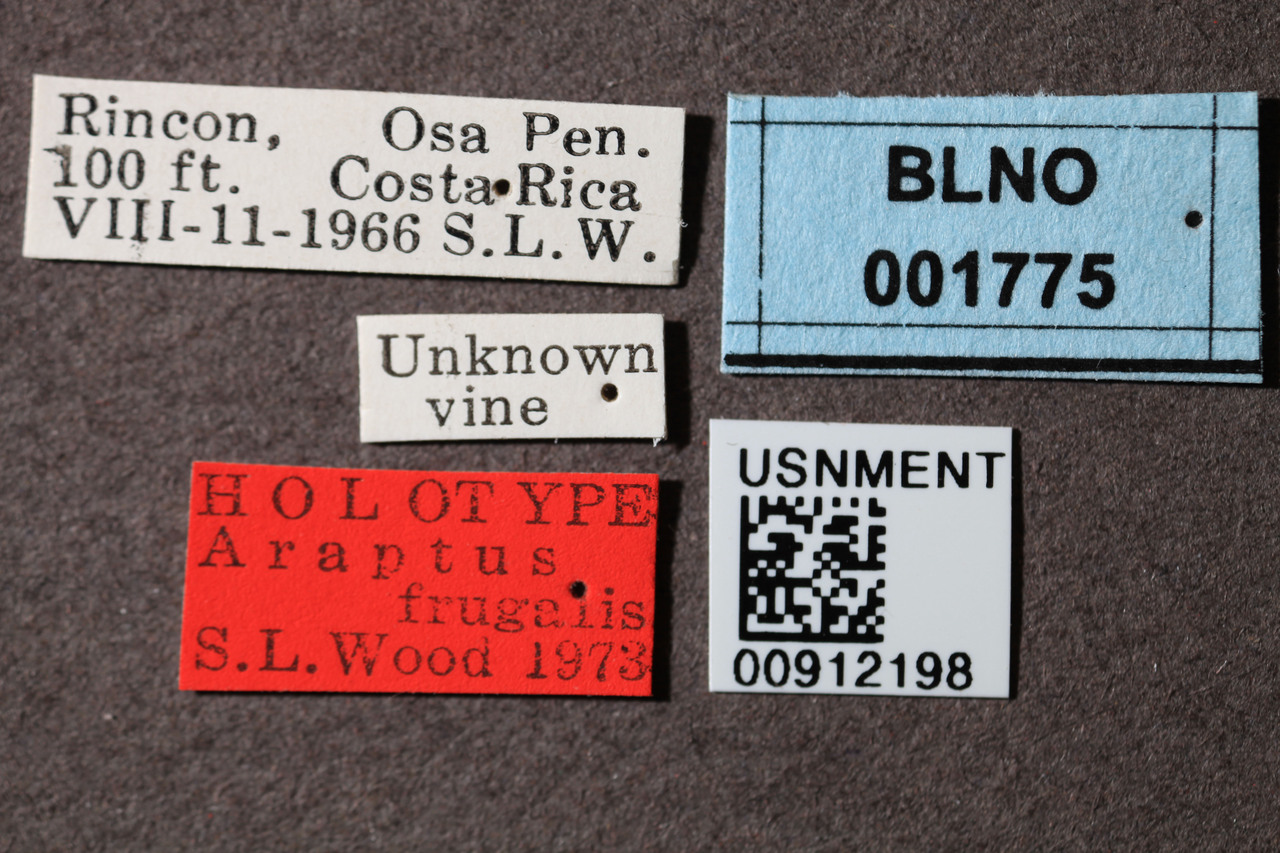 Rincon, Osa Pen.
100 ft. Costa Rica
VIII-11-1966 S.L.W.
Unknown
vine
HOLOTYPE
Araptus
frugalis
S.L.Wood 1973
BLNO
001775
USNMENT
00912198